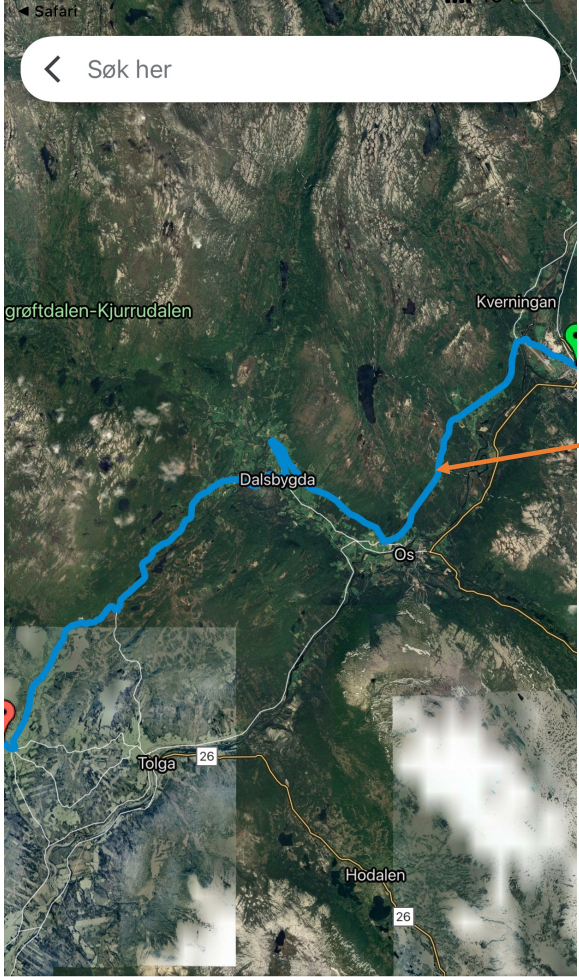 ◀ Safari
Søk her
Kverningan
grøftdalen-Kjurrudalen
Dalsbygda
Os
26
Tolga
Hodalen
26